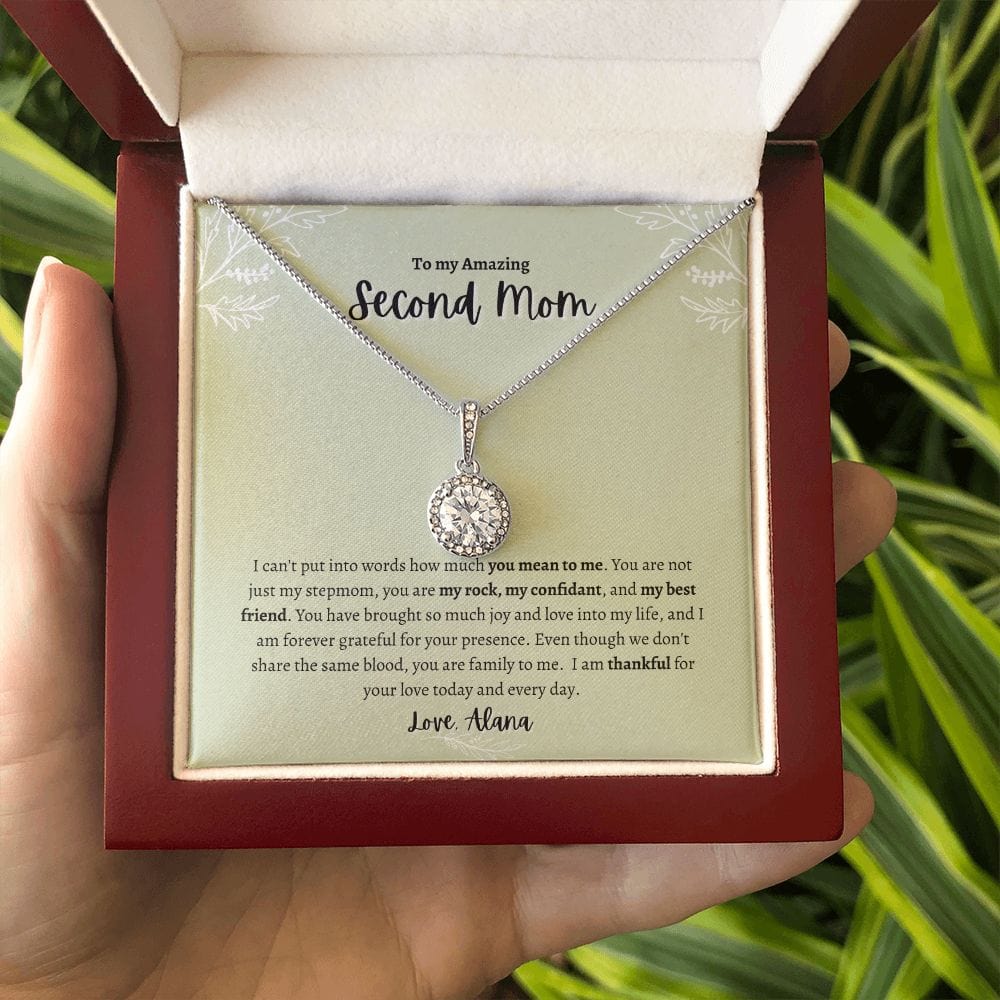 To my Amazing
Second Mom
I can't put into words how much you mean to me. You are not
just my stepmom, you are my rock, my confidant, and my best
friend. You have brought so much joy and love into my life, and I
am forever grateful for your presence. Even though we don't
share the same blood, you are family to me.  I am thankful for
your love today and every day.
Love, Alana